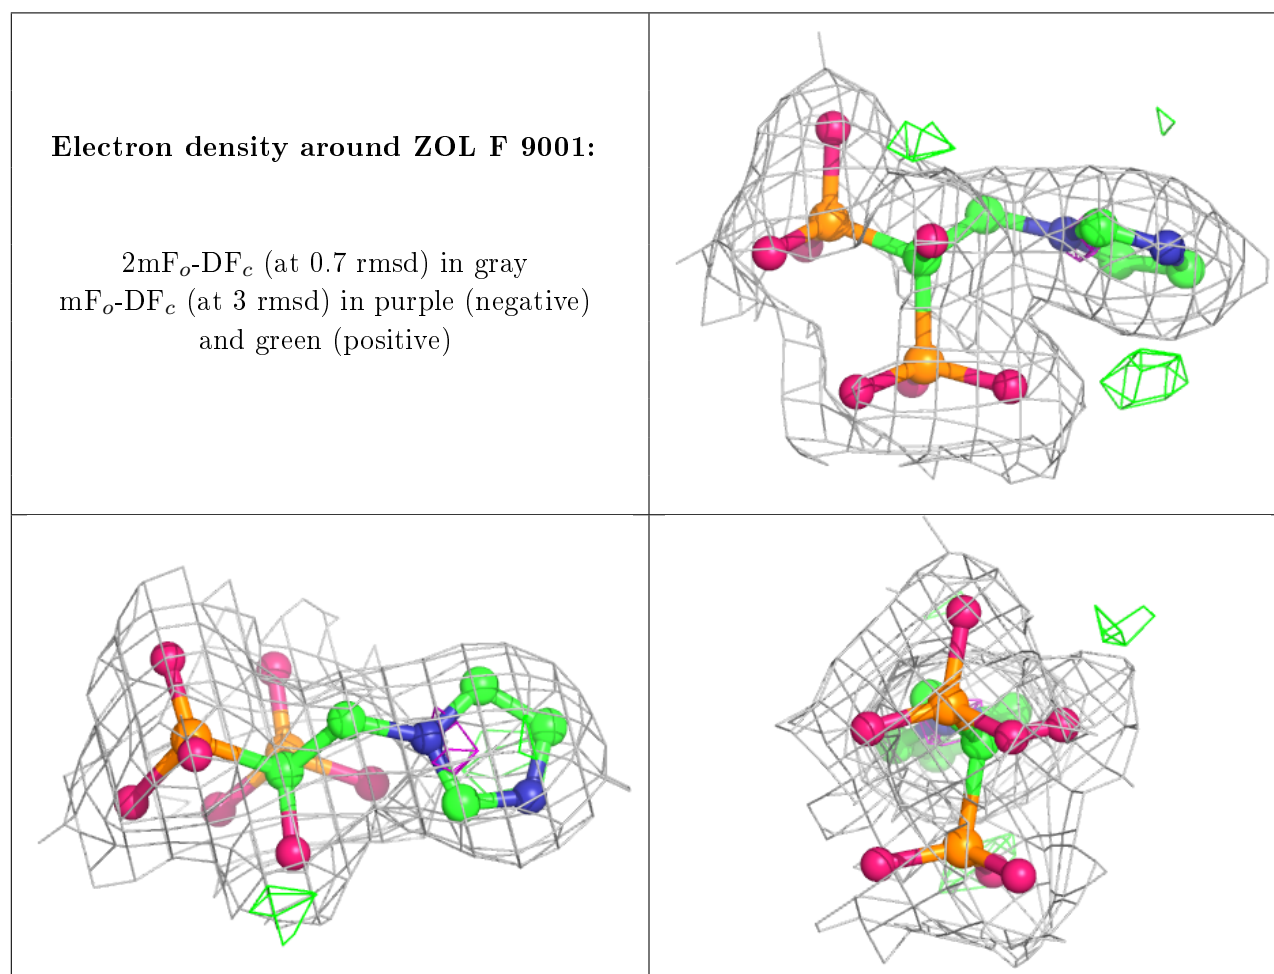 Electron density around ZOL F 9001:
2mFₒ-DF𝒸 (at 0.7 rmsd) in gray
mFₒ-DF𝒸 (at 3 rmsd) in purple (negative)
and green (positive)